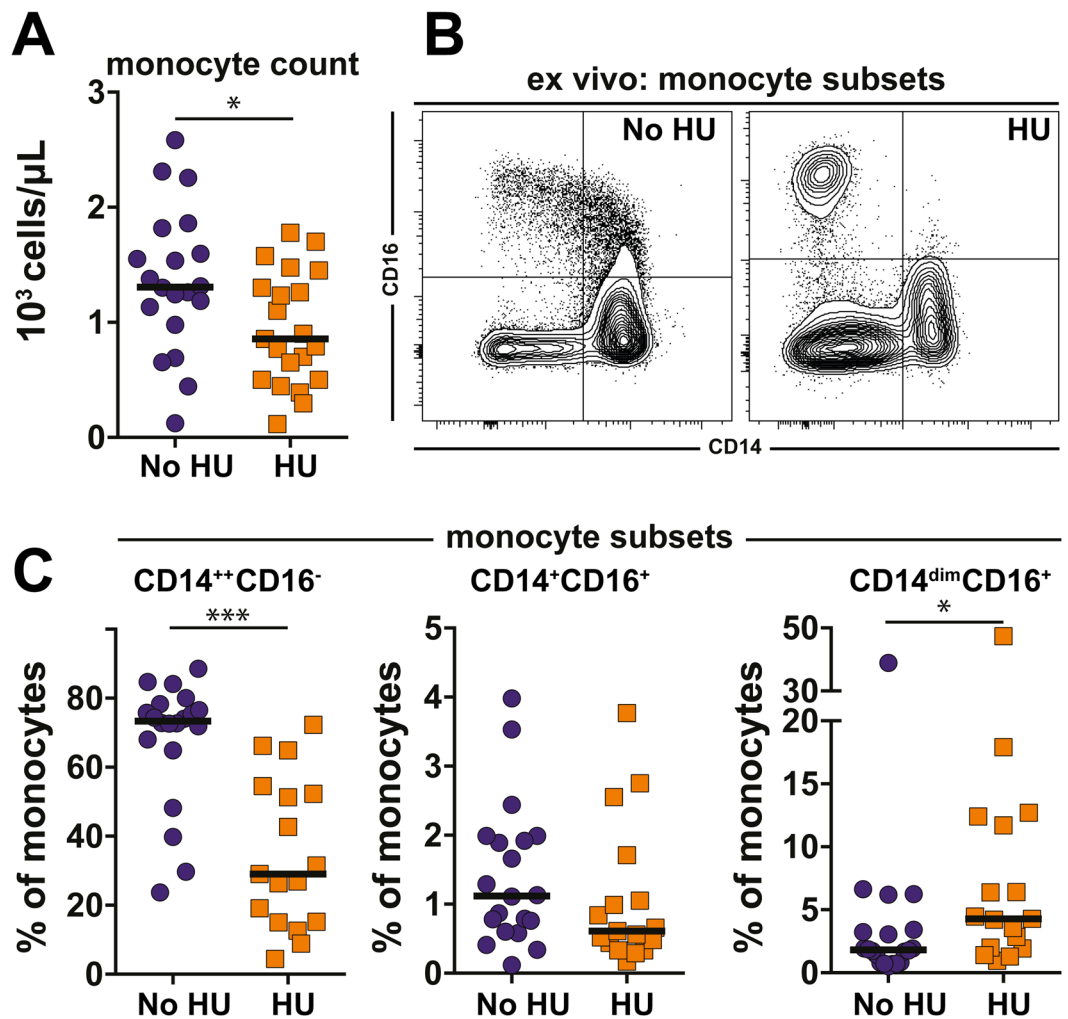 A
monocyte count
*
10³ cells/µL
3
2
1
0
No HU
HU
B
ex vivo: monocyte subsets
No HU
HU
CD16
CD14
C
monocyte subsets
CD14⁺⁺CD16⁻
***
% of monocytes
80
60
40
20
0
No HU
HU
CD14⁺CD16⁺
% of monocytes
5
4
3
2
1
0
No HU
HU
CD14ᵈⁱᵐCD16⁺
*
% of monocytes
50
30
20
15
10
5
0
No HU
HU